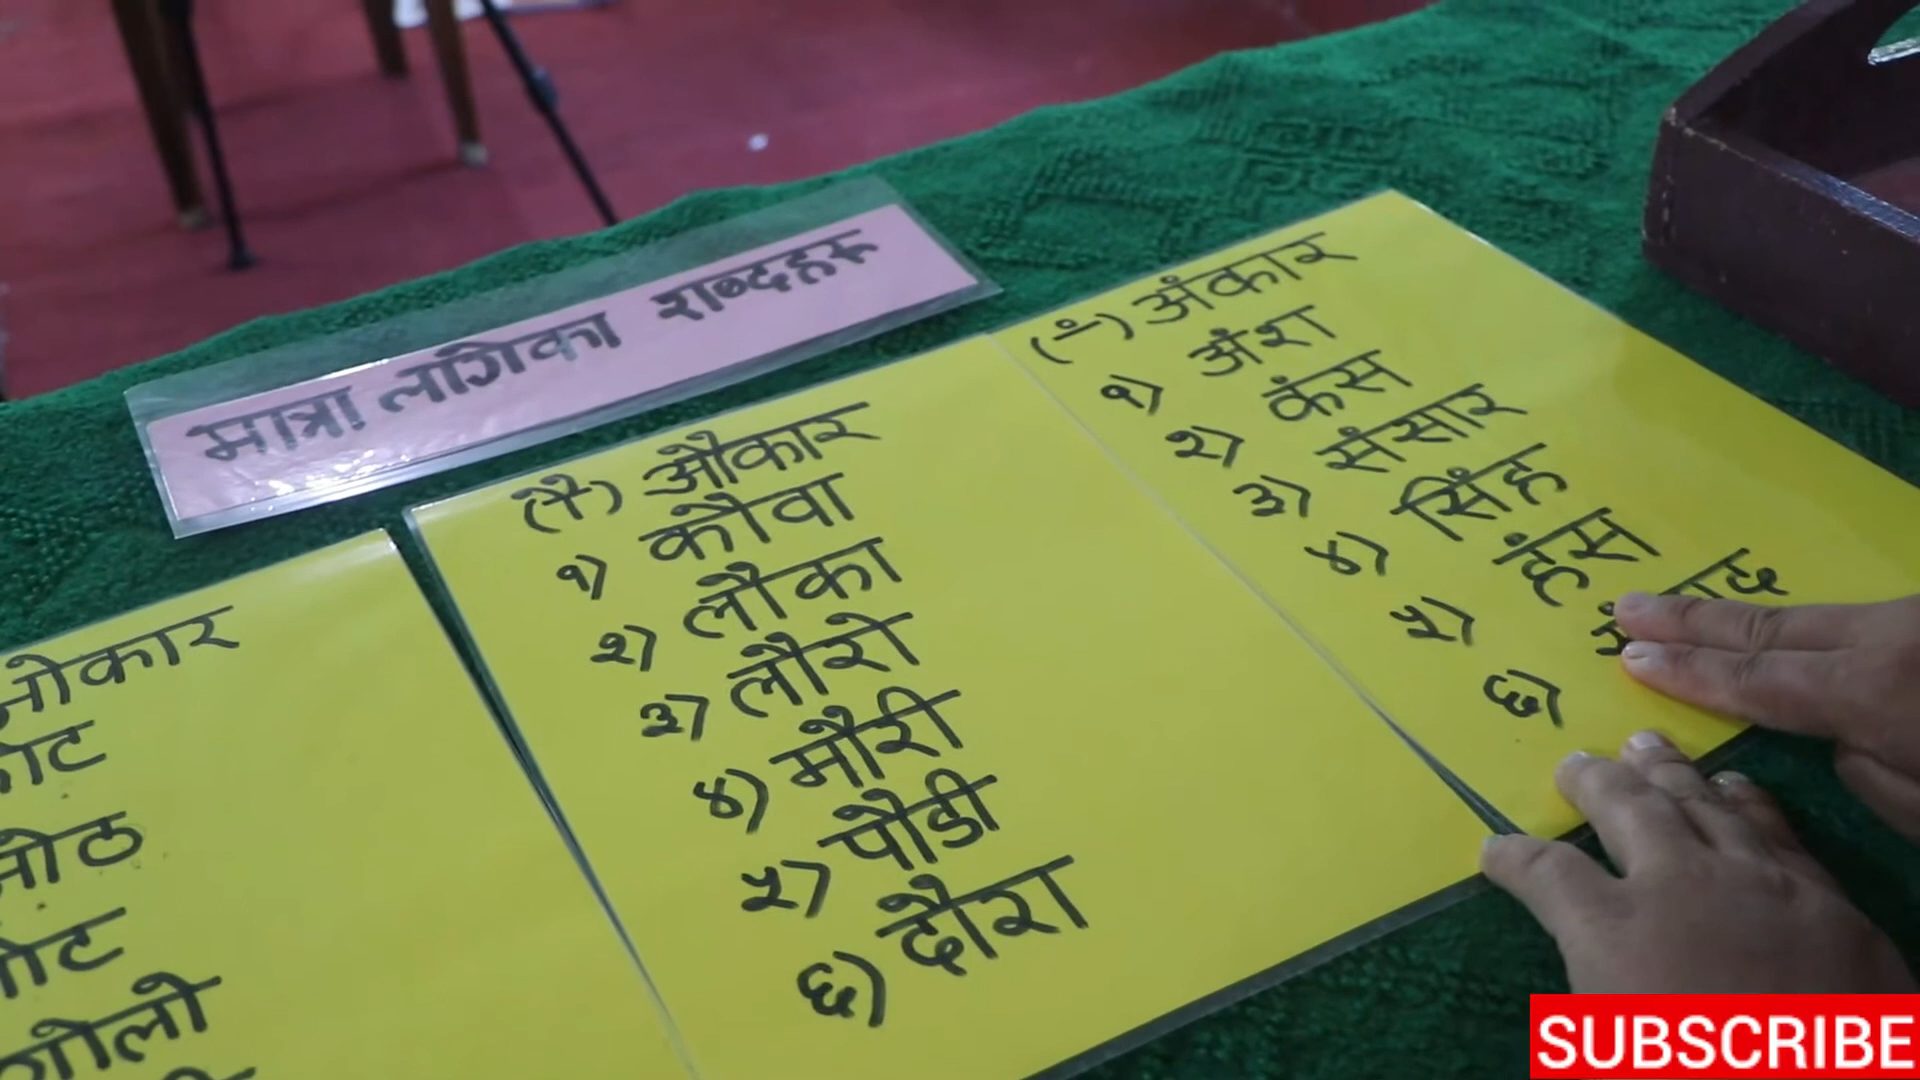 मात्रा लागेका शब्दहरू
ओकार
गोलो
(ौ) औकार
१) कौवा
२) लौका
३) लौरो
४) मौरी
५) पौडी
६) दौरा
(ं) अंकार
१) अंश
२) कंस
३) संसार
४) सिंह
५) हंस
६)
SUBSCRIBE